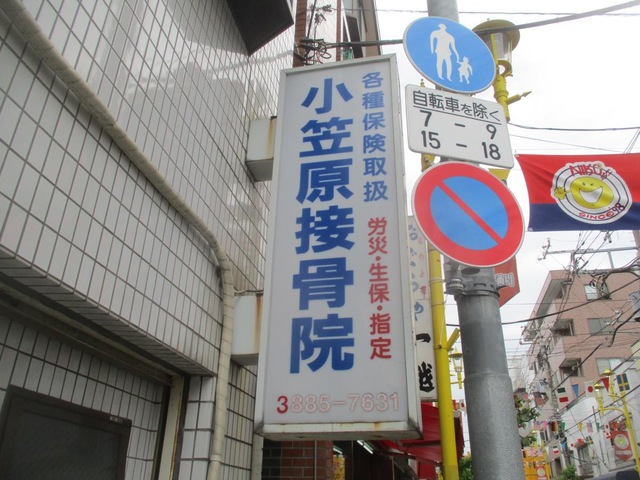 各種保険取扱
小笠原接骨院
労災・生保・指定
3885-7631
自転車を除く
7 - 9
15 - 18
SINCE